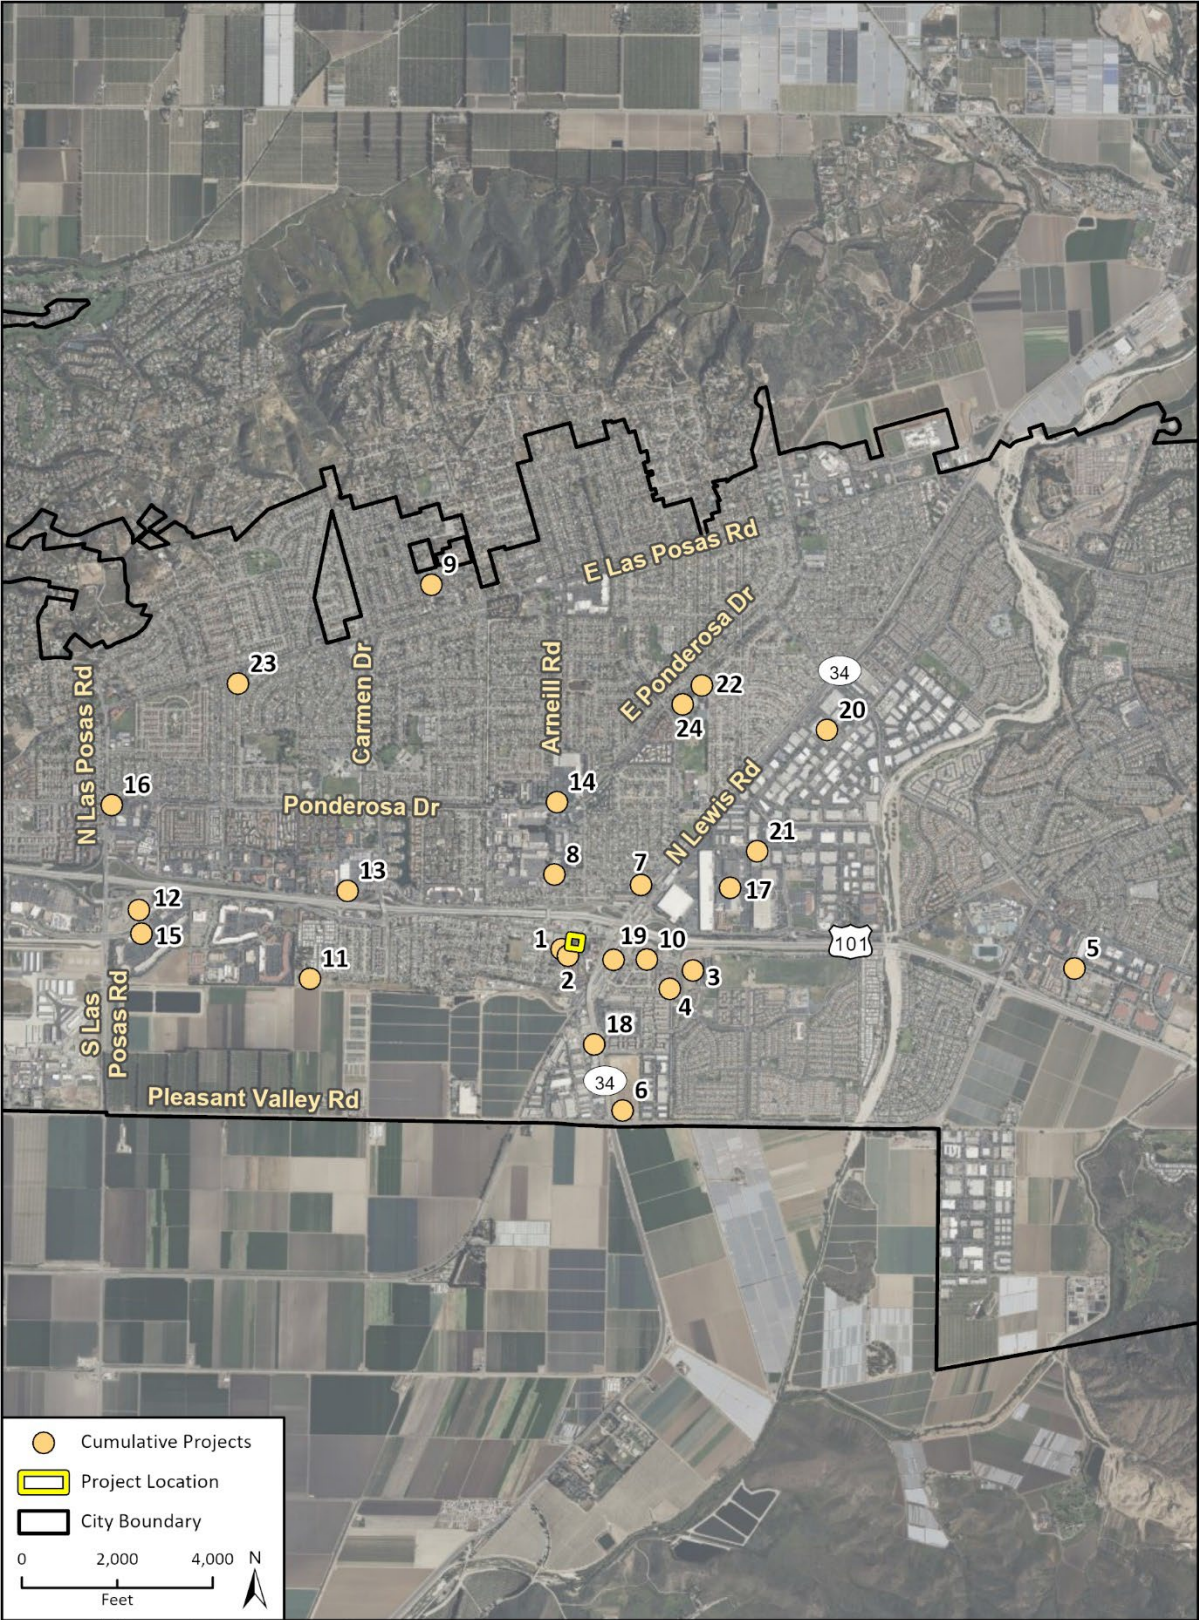 E Las Posas Rd
9
E Ponderosa Dr
23
Carmen Dr
Arneill Rd
N Las Posas Rd
34
22
24
20
16
Ponderosa Dr
14
N Lewis Rd
21
8
7
13
17
12
15
1
19
10
101
2
11
3
5
4
S Las
Posas Rd
18
34
6
Pleasant Valley Rd
Cumulative Projects
Project Location
City Boundary
0 2,000 4,000 N
Feet